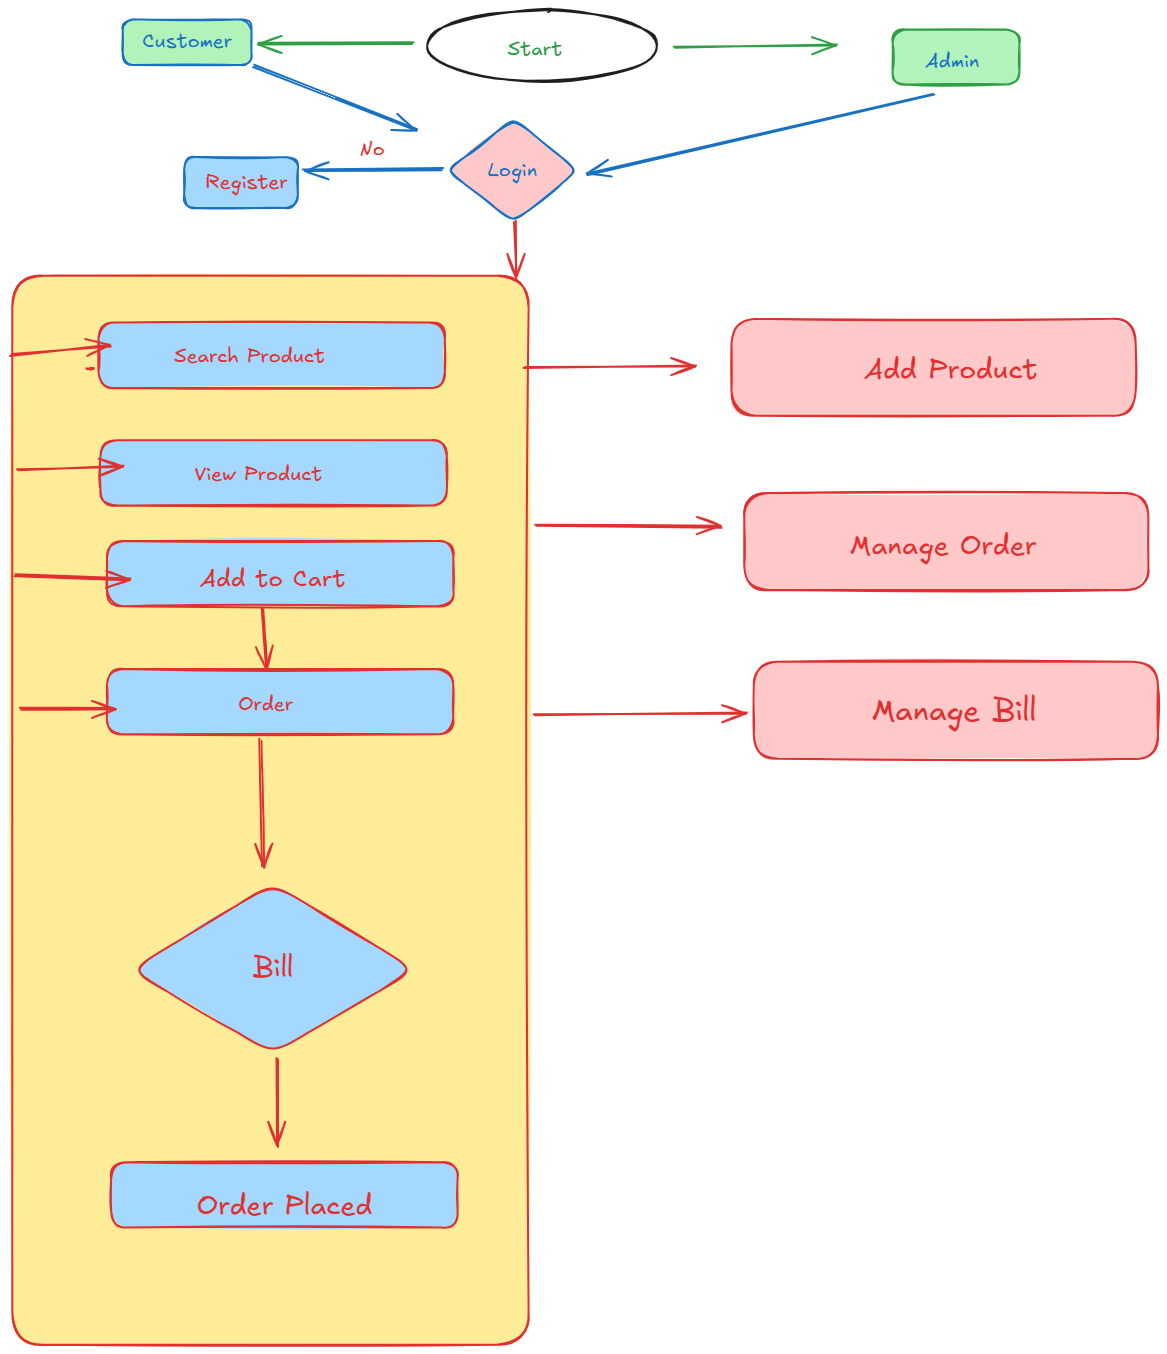 Customer
Start
Admin
No
Login
Register
Search Product
Add Product
View Product
Manage Order
Add to Cart
Order
Manage Bill
Bill
Order Placed